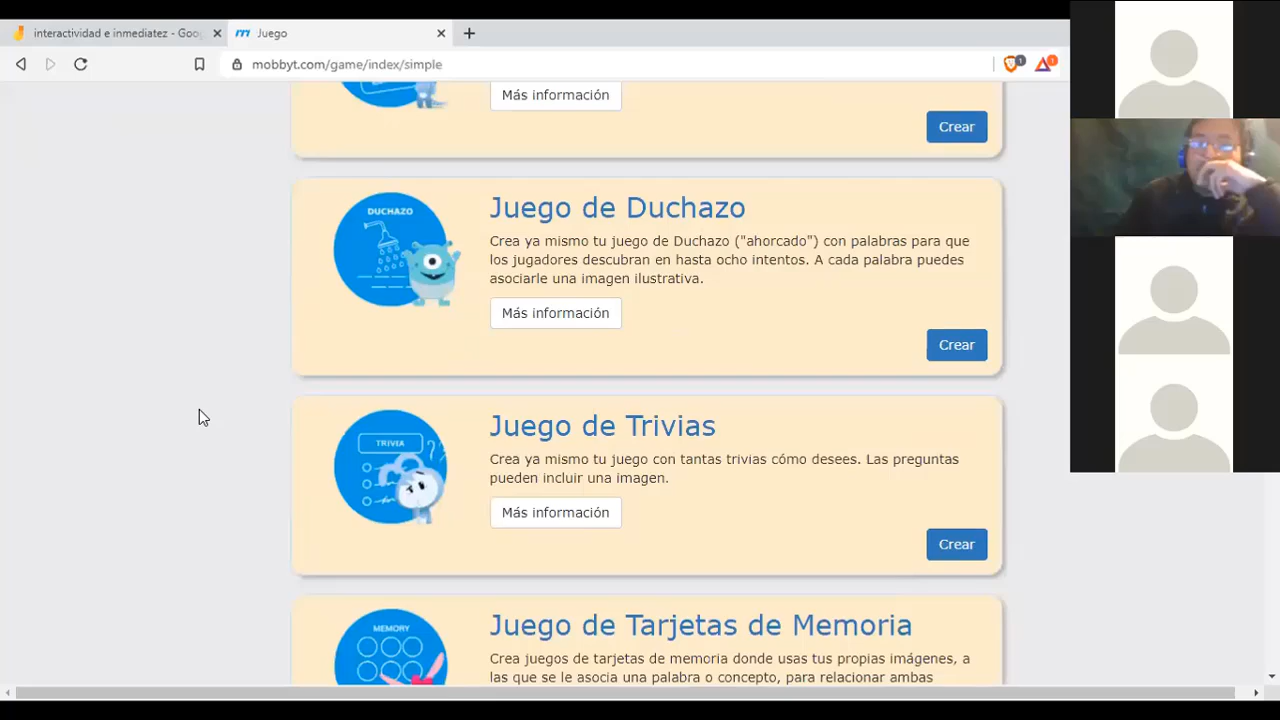 interactividad e inmediatez - Goo
Juego
mobbyt.com/game/index/simple
1
1
Más información
Crear
DUCHAZO
Juego de Duchazo
Crea ya mismo tu juego de Duchazo ("ahorcado") con palabras para que
los jugadores descubran en hasta ocho intentos. A cada palabra puedes
asociarle una imagen ilustrativa.
Más información
Crear
TRIVIA
Juego de Trivias
Crea ya mismo tu juego con tantas trivias cómo desees. Las preguntas
pueden incluir una imagen.
Más información
Crear
MEMORY
Juego de Tarjetas de Memoria
Crea juegos de tarjetas de memoria donde usas tus propias imágenes, a
las que se le asocia una palabra o concepto, para relacionar ambas